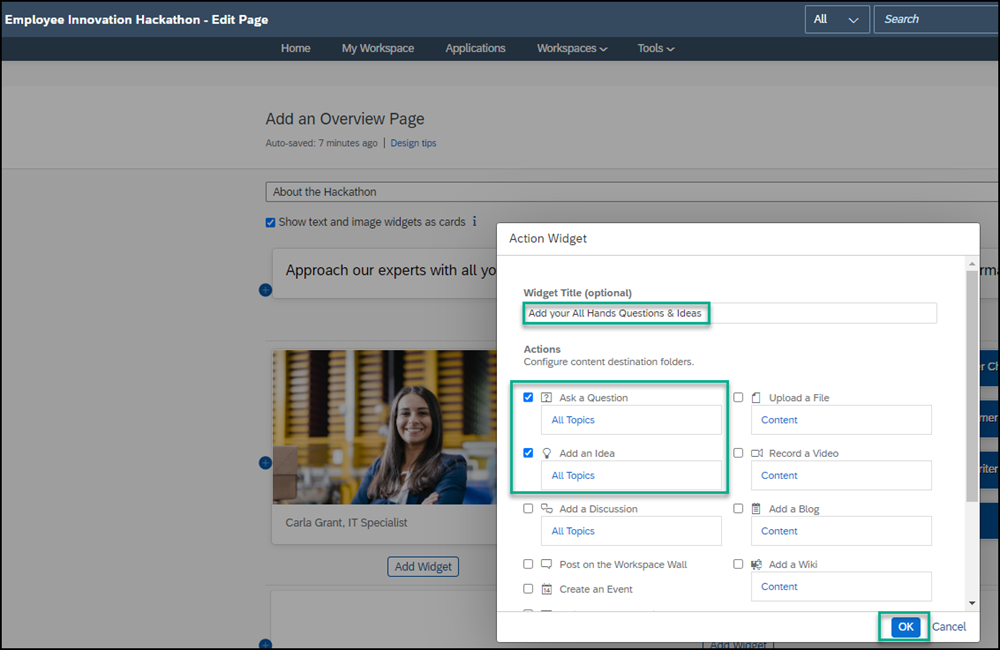 Employee Innovation Hackathon - Edit Page
All
Search
Home My Workspace Applications Workspaces Tools
Add an Overview Page
Auto-saved: 7 minutes ago | Design tips
About the Hackathon
Show text and image widgets as cards i
Approach our experts with all yo
Action Widget
Widget Title (optional)
Add your All Hands Questions & Ideas
Actions
Configure content destination folders.
Ask a Question
All Topics
Upload a File
Content
Add an Idea
All Topics
Record a Video
Content
Add a Discussion
All Topics
Add a Blog
Content
Post on the Workspace Wall
Add a Wiki
Content
14 Create an Event
OK Cancel
Carla Grant, IT Specialist
Add Widget
Add Widget